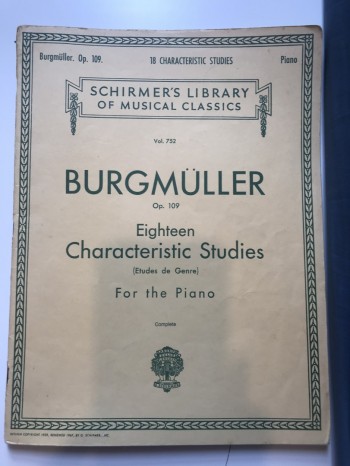 Burgmüller. Op. 109. 18 CHARACTERISTIC STUDIES Piano
SCHIRMER'S LIBRARY
OF MUSICAL CLASSICS
Vol. 752
BURGMÜLLER
Op. 109
Eighteen
Characteristic Studies
(Etudes de Genre)
For the Piano
Complete